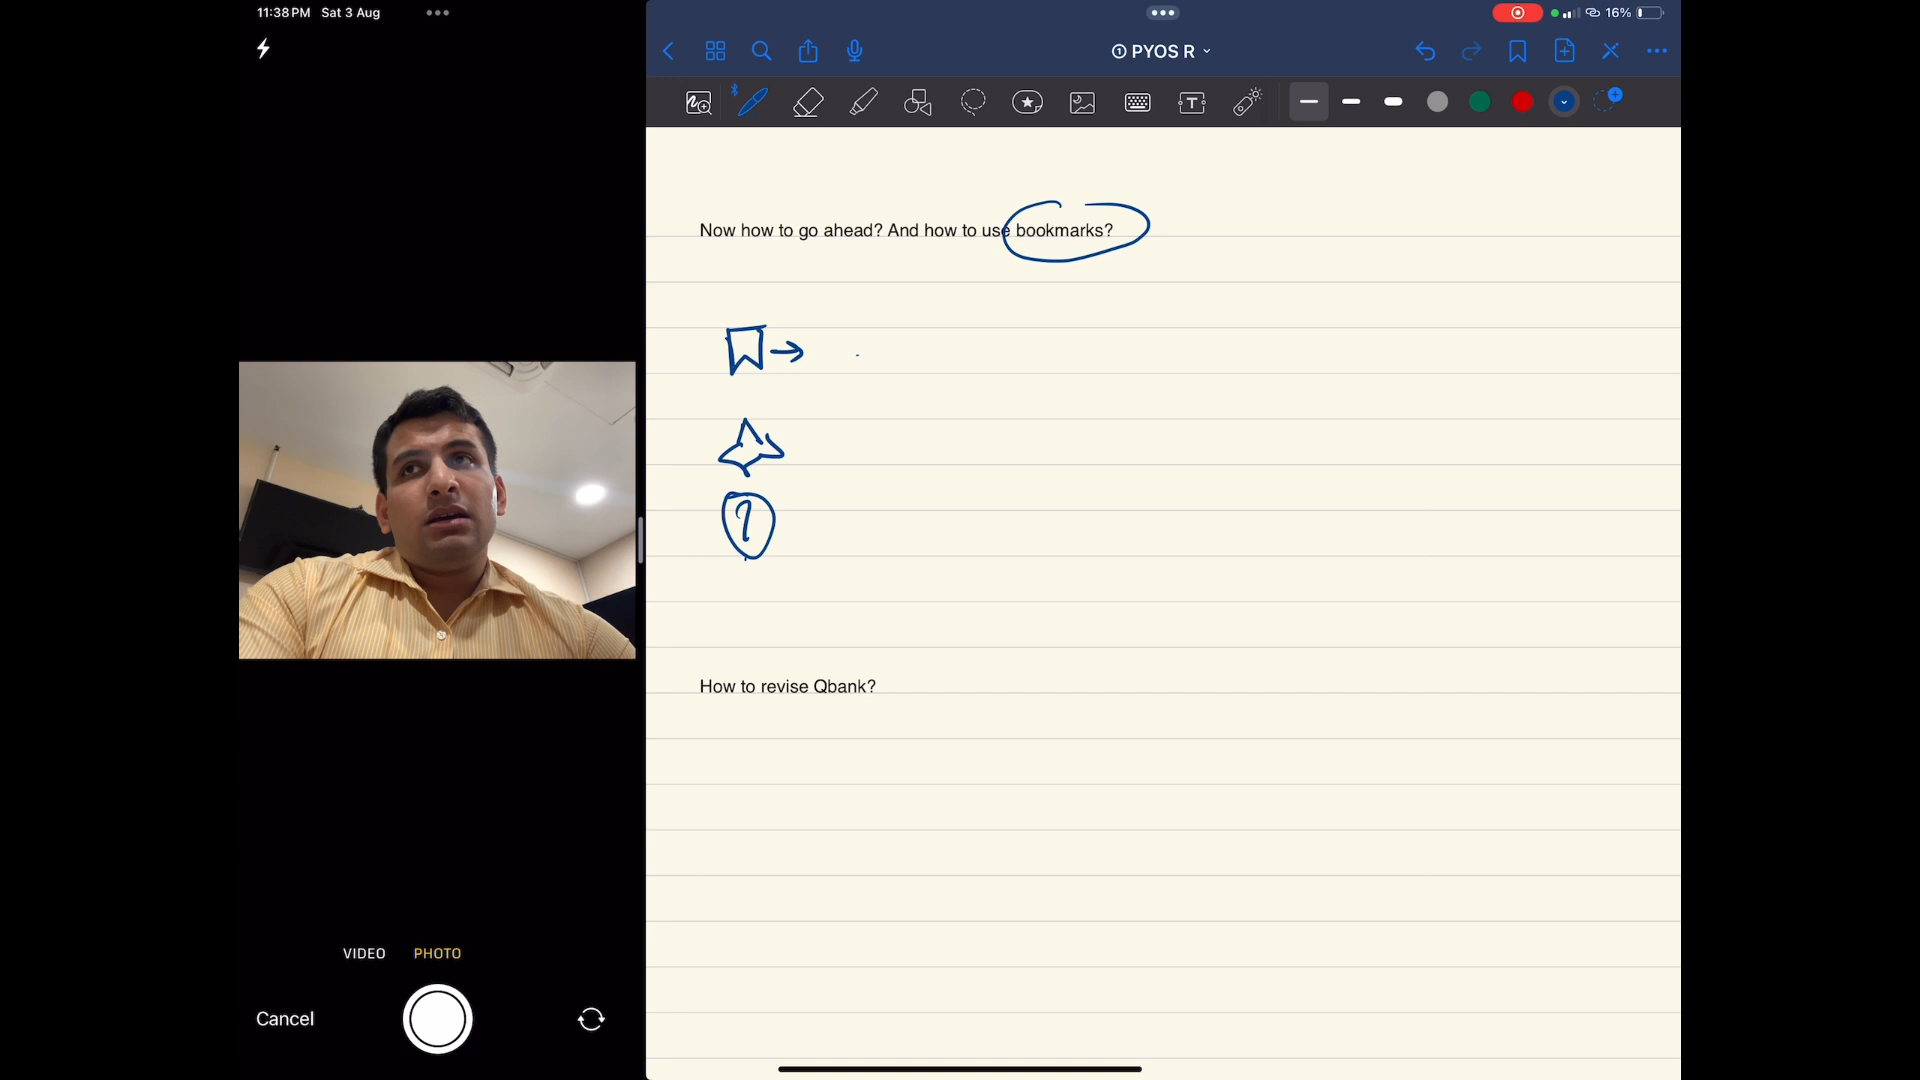 11:38 PM Sat 3 Aug
16%
PYOS R
Now how to go ahead? And how to use bookmarks?
?
How to revise Qbank?
VIDEO PHOTO
Cancel